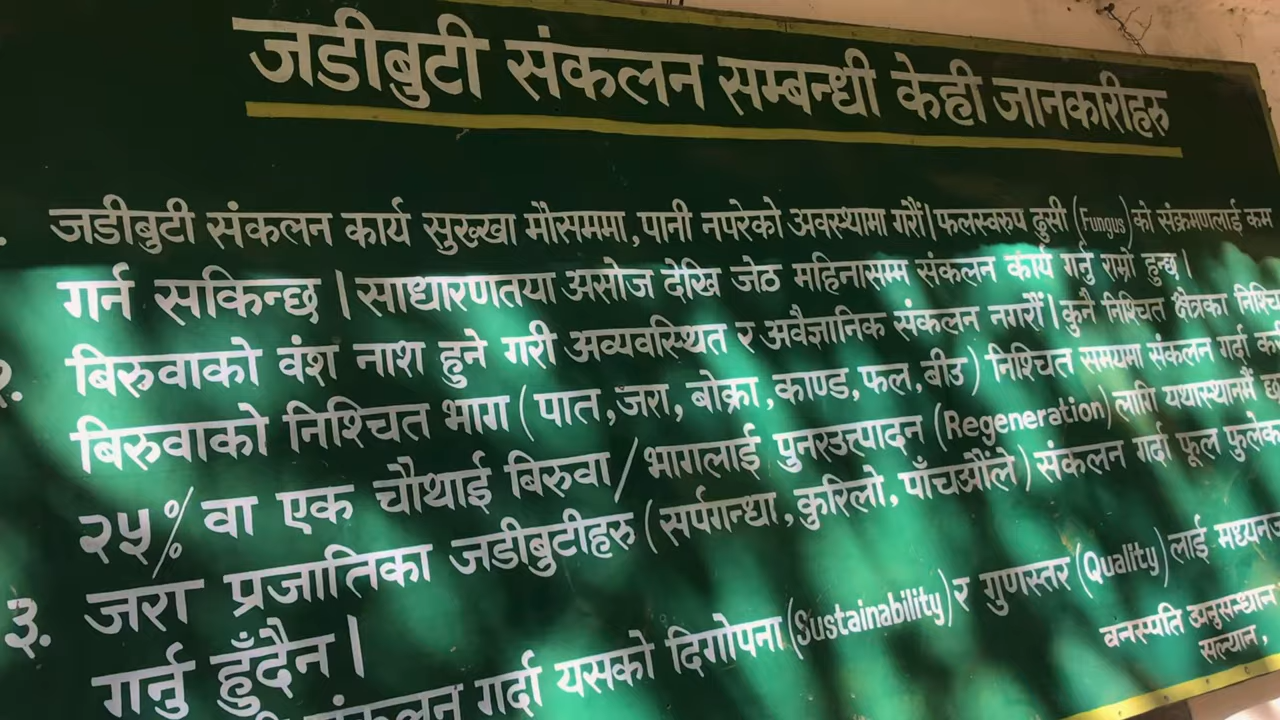 जडीबुटी संकलन सम्बन्धी केही जानकारीहरु
जडीबुटी संकलन कार्य सुख्खा मौसममा, पानी नपरेको अवस्थामा गरौं। फलस्वरुप ढुसी (Fungus) को संक्रमणलाई कम
गर्न सकिन्छ। साधारणतया असोज देखि जेठ महिनासम्म संकलन कार्य गर्नु राम्रो हुन्छ।
२. बिरुवाको वंश नाश हुने गरी अव्यवस्थित र अवैज्ञानिक संकलन नगरौं। कुनै निश्चित क्षेत्रका
बिरुवाको निश्चित भाग (पात, जरा, बोक्रा, काण्ड, फल, बीउ) निश्चित समयमा संकलन गर्दा
२५% वा एक चौथाई बिरुवा/भागलाई पुनरउत्पादन (Regeneration) लागि यथास्थानमै
३. जरा प्रजातिका जडीबुटीहरु (सर्पगन्धा, कुरिलो, पाँचऔंले) संकलन गर्दा फूल
गर्नु हुँदैन।
संकलन गर्दा यसको दिगोपना (Sustainability) र गुणस्तर (Quality) लाई
वनस्पति अनुसन्धान
सल्यान,